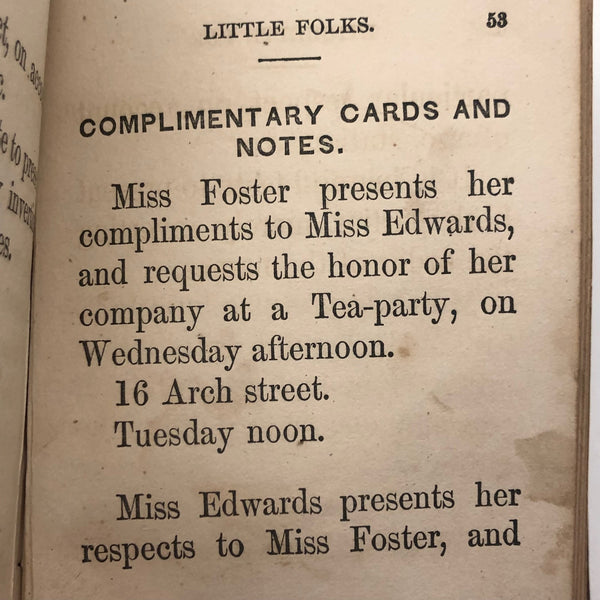 LITTLE FOLKS. 53
COMPLIMENTARY CARDS AND
NOTES.
Miss Foster presents her
compliments to Miss Edwards,
and requests the honor of her
company at a Tea-party, on
Wednesday afternoon.
16 Arch street.
Tuesday noon.
Miss Edwards presents her
respects to Miss Foster, and